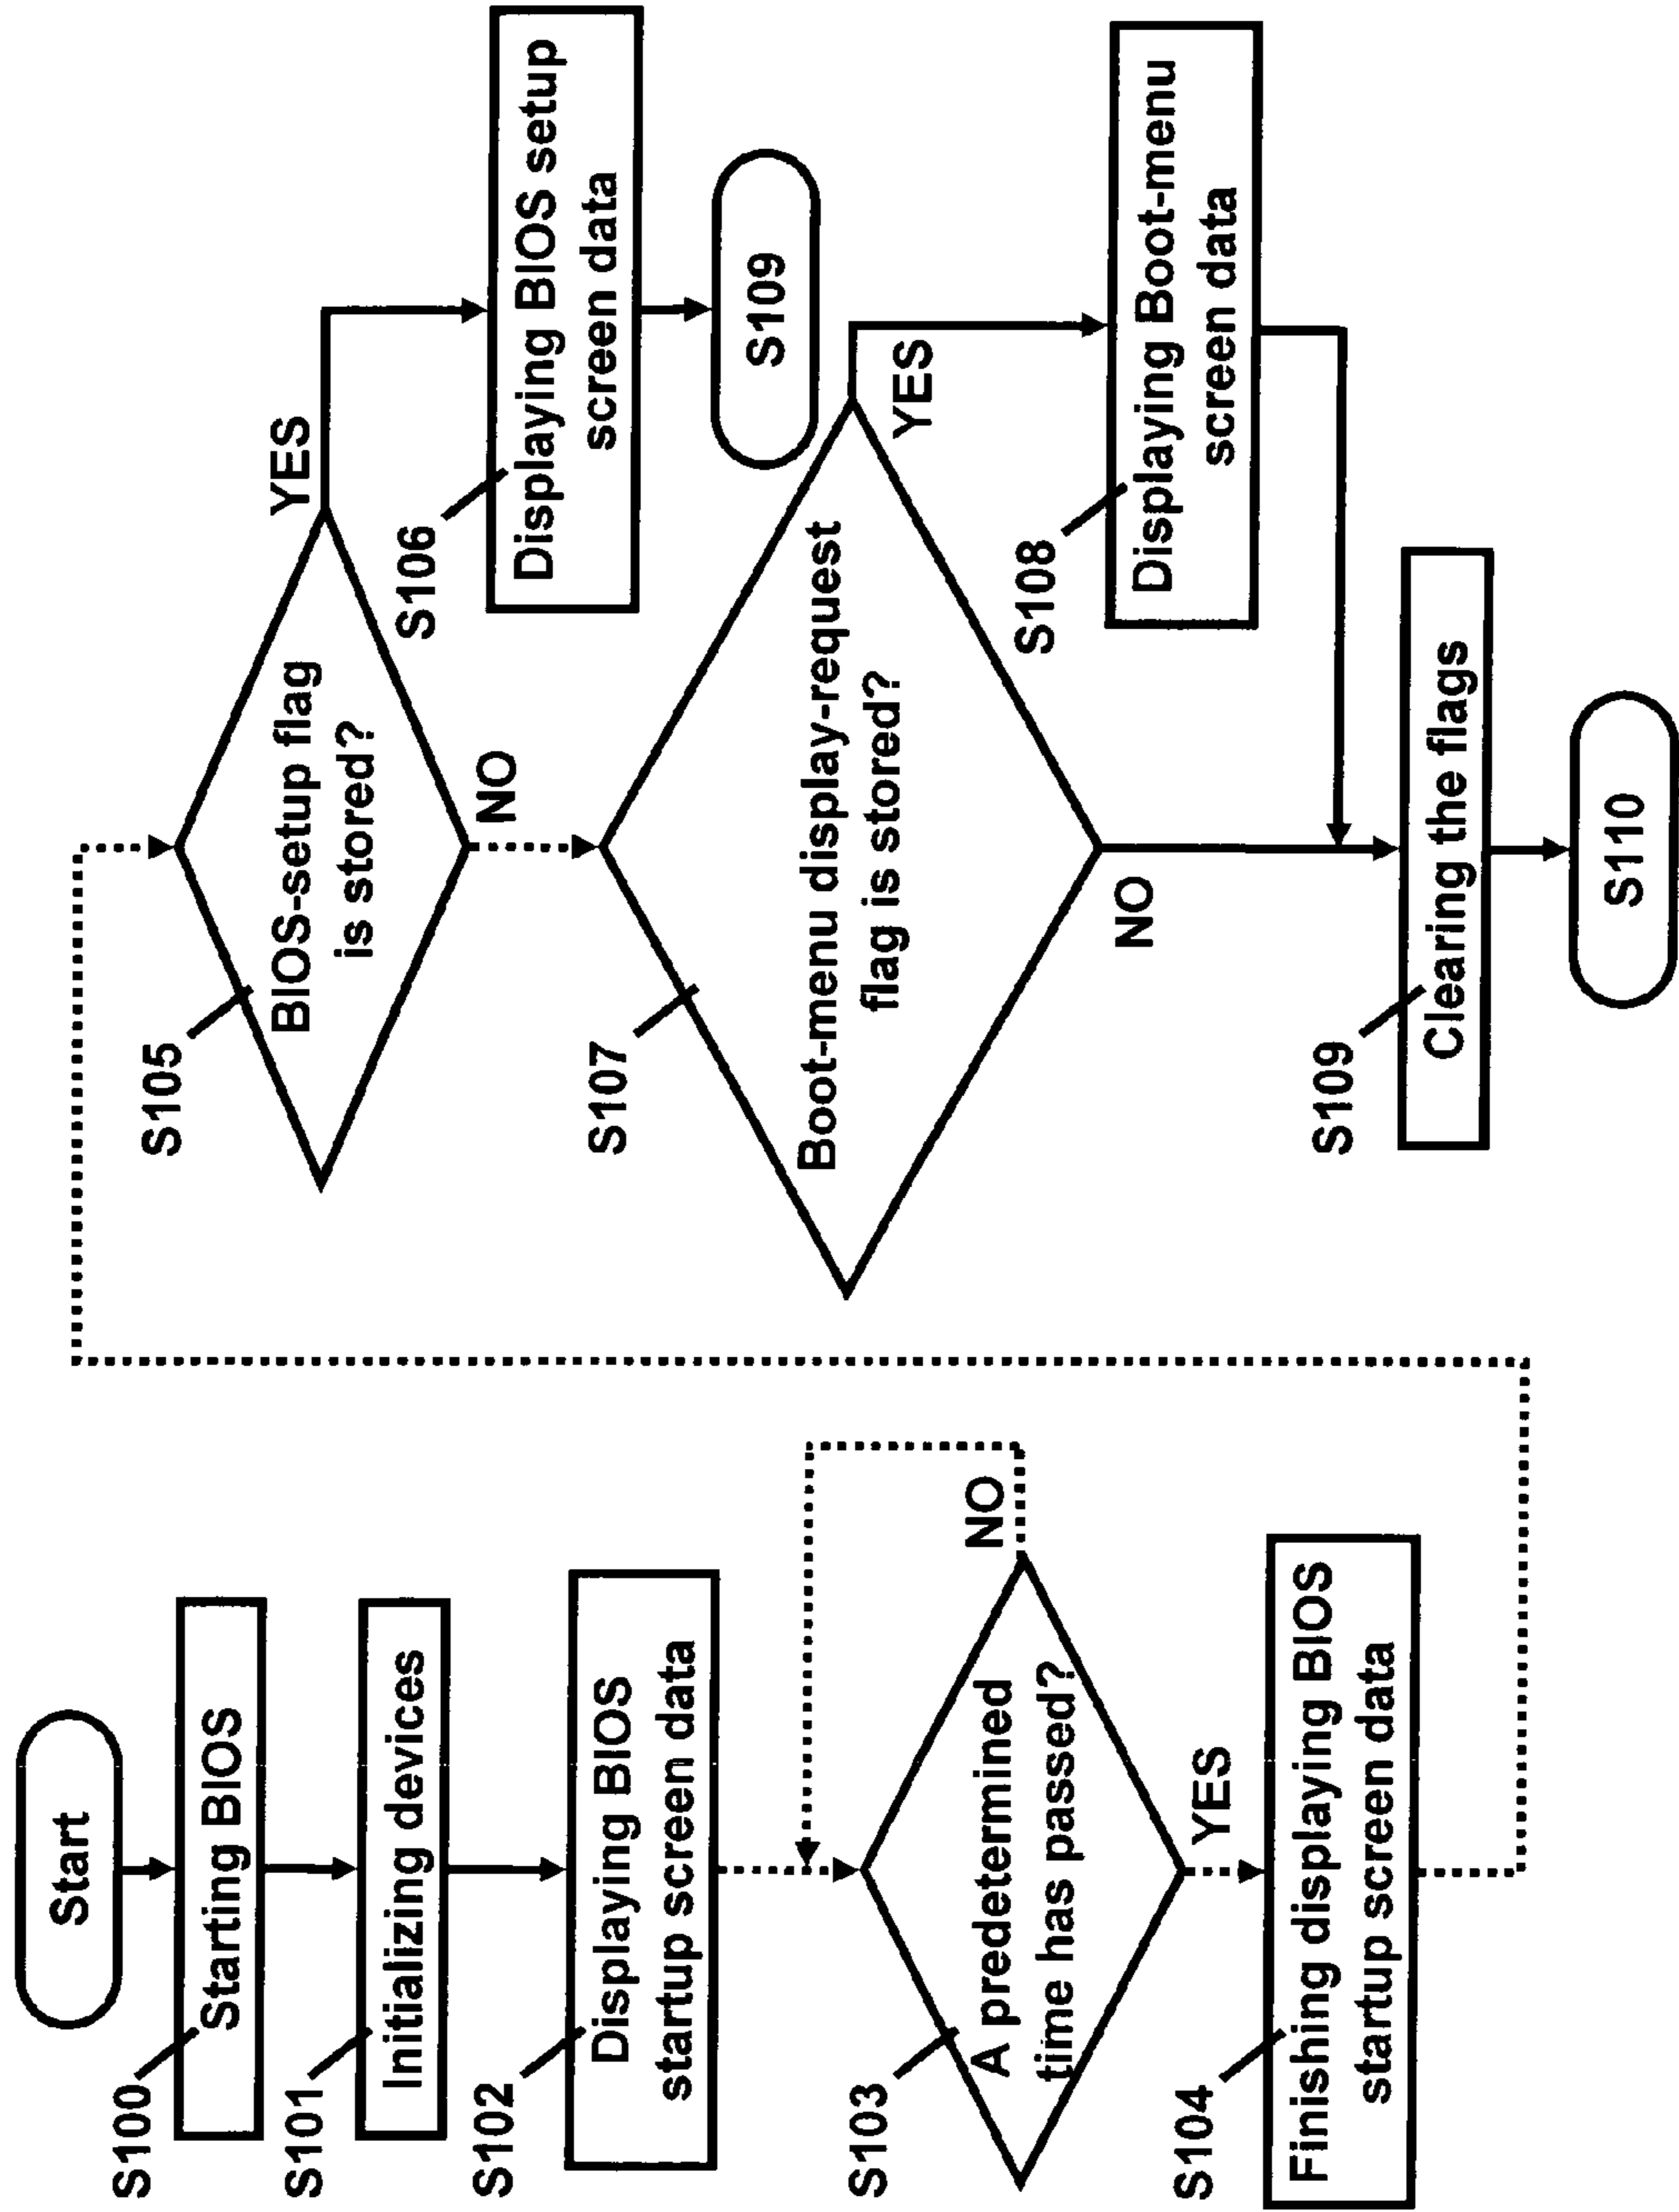 Start
S100
Starting BIOS
S101
Initializing devices
S102
Displaying BIOS
startup screen data
S103
A predetermined
time has passed?
NO
YES
S104
Finishing displaying BIOS
startup screen data
S105
BIOS-setup flag
is stored?
YES
NO
S106
Displaying BIOS setup
screen data
S109
S107
Boot-menu display-request
flag is stored?
YES
NO
S108
Displaying Boot-menu
screen data
S109
Clearing the flags
S110